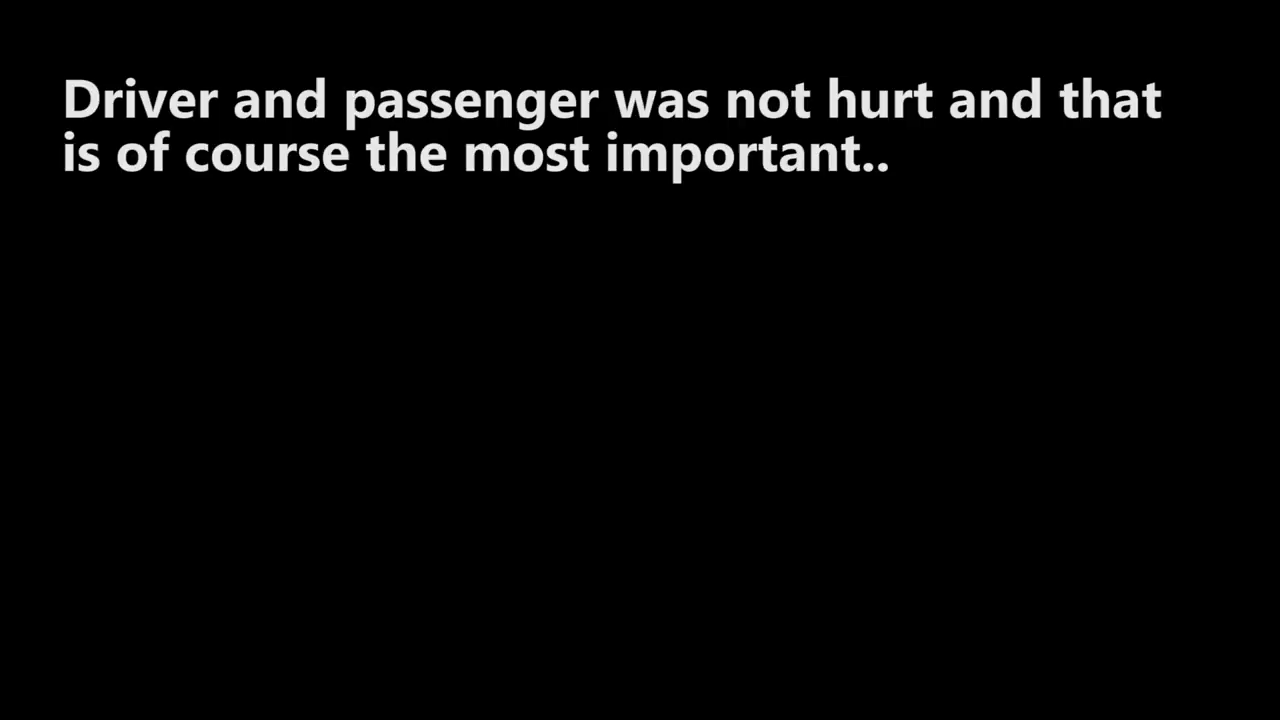 Driver and passenger was not hurt and that
is of course the most important..